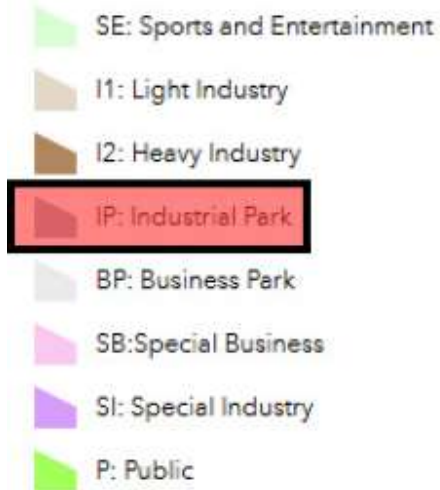 SE: Sports and Entertainment
I1: Light Industry
I2: Heavy Industry
IP: Industrial Park
BP: Business Park
SB:Special Business
SI: Special Industry
P: Public